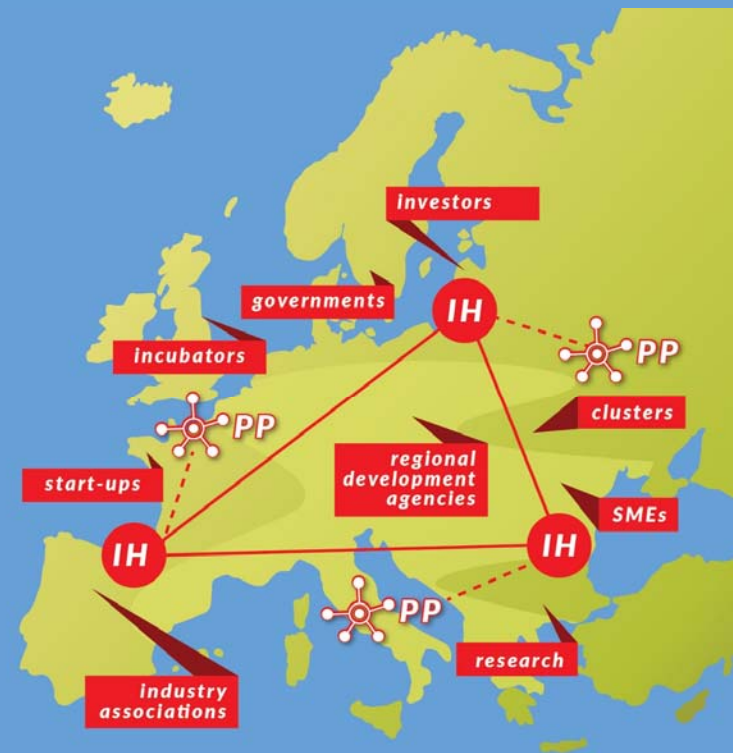 investors
governments
IH
incubators
PP
clusters
PP
regional
development
agencies
start-ups
SMEs
IH
IH
PP
research
industry
associations